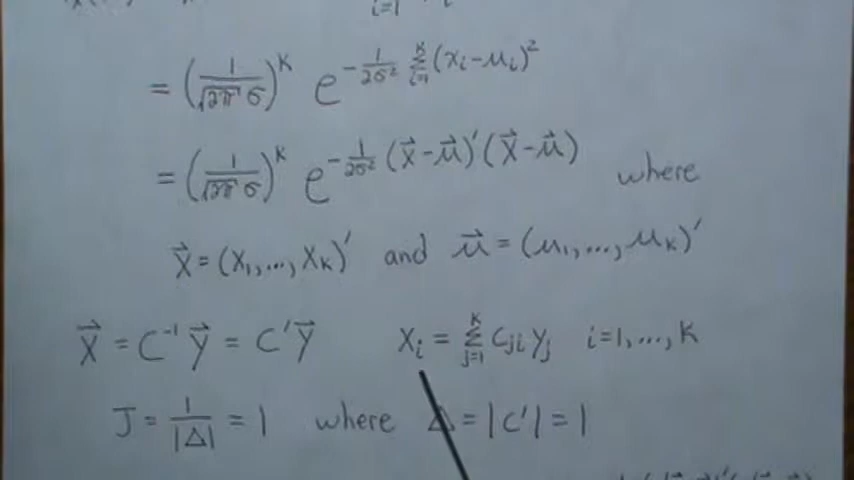 i=1
= (1/√2π σ)^K e^{-1/2σ² Σ_{i=1}^{K} (x_i-μ_i)²}
= (1/√2π σ)^K e^{-1/2σ² (x⃗-μ⃗)'(x⃗-μ⃗)} where
x⃗ = (x_1,...,x_K)' and μ⃗ = (μ_1,...,μ_K)'
x⃗ = C^{-1} y⃗ = C' y⃗ x_i = Σ_{j=1}^{K} c_{ji} y_j i=1,...,K
J = 1/|Δ| = 1 where Δ = |C'| = 1